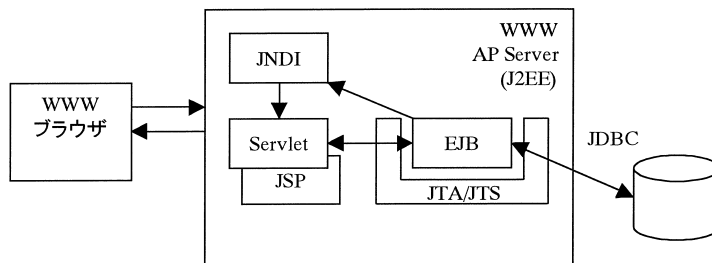 WWW
AP Server
(J2EE)
JNDI
WWW
ブラウザ
Servlet
EJB
JDBC
JSP
JTA/JTS